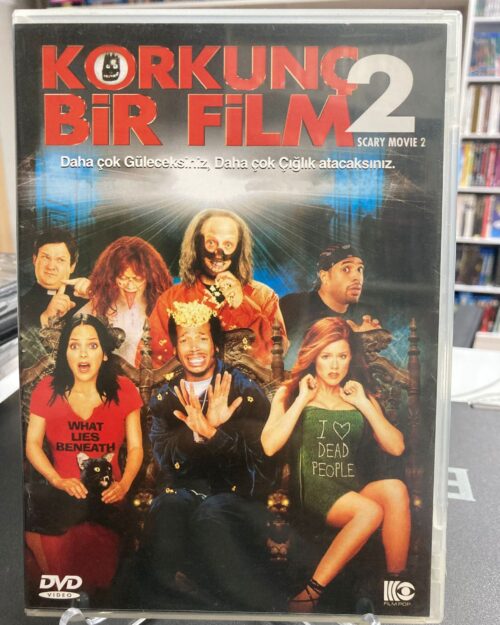 KORKUNÇ
BİR FİLM 2
SCARY MOVIE 2
Daha çok Güleceksiniz, Daha çok Çığlık atacaksınız.
WHAT
LIES
BENEATH
I ♡
DEAD
PEOPLE
DVD
VIDEO
FILMPOP